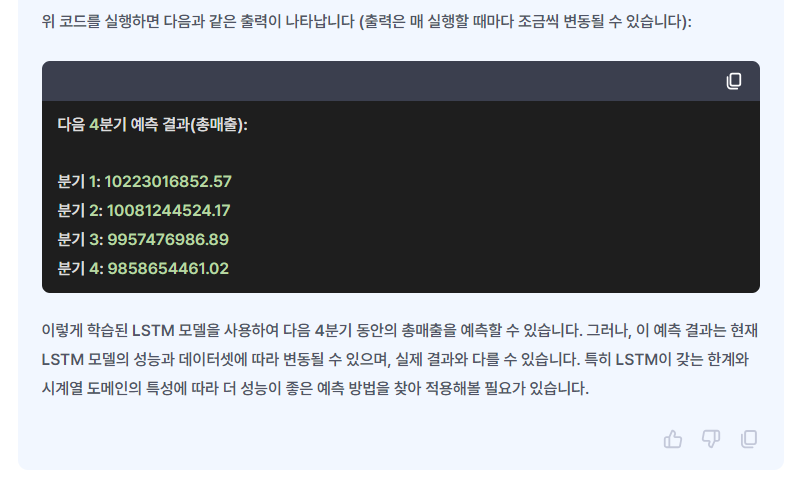 위 코드를 실행하면 다음과 같은 출력이 나타납니다 (출력은 매 실행할 때마다 조금씩 변동될 수 있습니다):
다음 4분기 예측 결과(총매출):
분기 1: 10223016852.57
분기 2: 10081244524.17
분기 3: 9957476986.89
분기 4: 9858654461.02
이렇게 학습된 LSTM 모델을 사용하여 다음 4분기 동안의 총매출을 예측할 수 있습니다. 그러나, 이 예측 결과는 현재
LSTM 모델의 성능과 데이터셋에 따라 변동될 수 있으며, 실제 결과와 다를 수 있습니다. 특히 LSTM이 갖는 한계와
시계열 도메인의 특성에 따라 더 성능이 좋은 예측 방법을 찾아 적용해볼 필요가 있습니다.